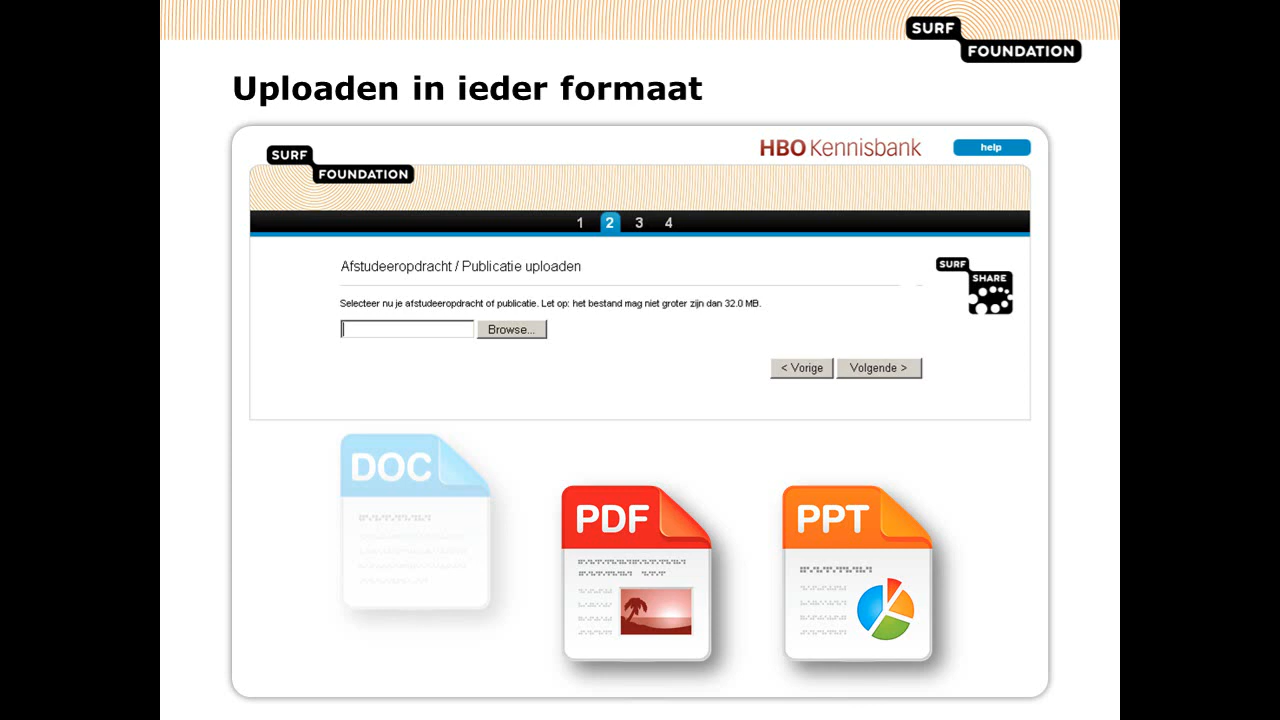 SURF
FOUNDATION
Uploaden in ieder formaat
SURF
FOUNDATION
HBO Kennisbank
help
1 2 3 4
Afstudeeropdracht / Publicatie uploaden
SURF
SHARE
Selecteer nu je afstudeeropdracht of publicatie. Let op: het bestand mag niet groter zijn dan 32.0 MB.
Browse...
< Vorige
Volgende >
DOC
PDF
PPT